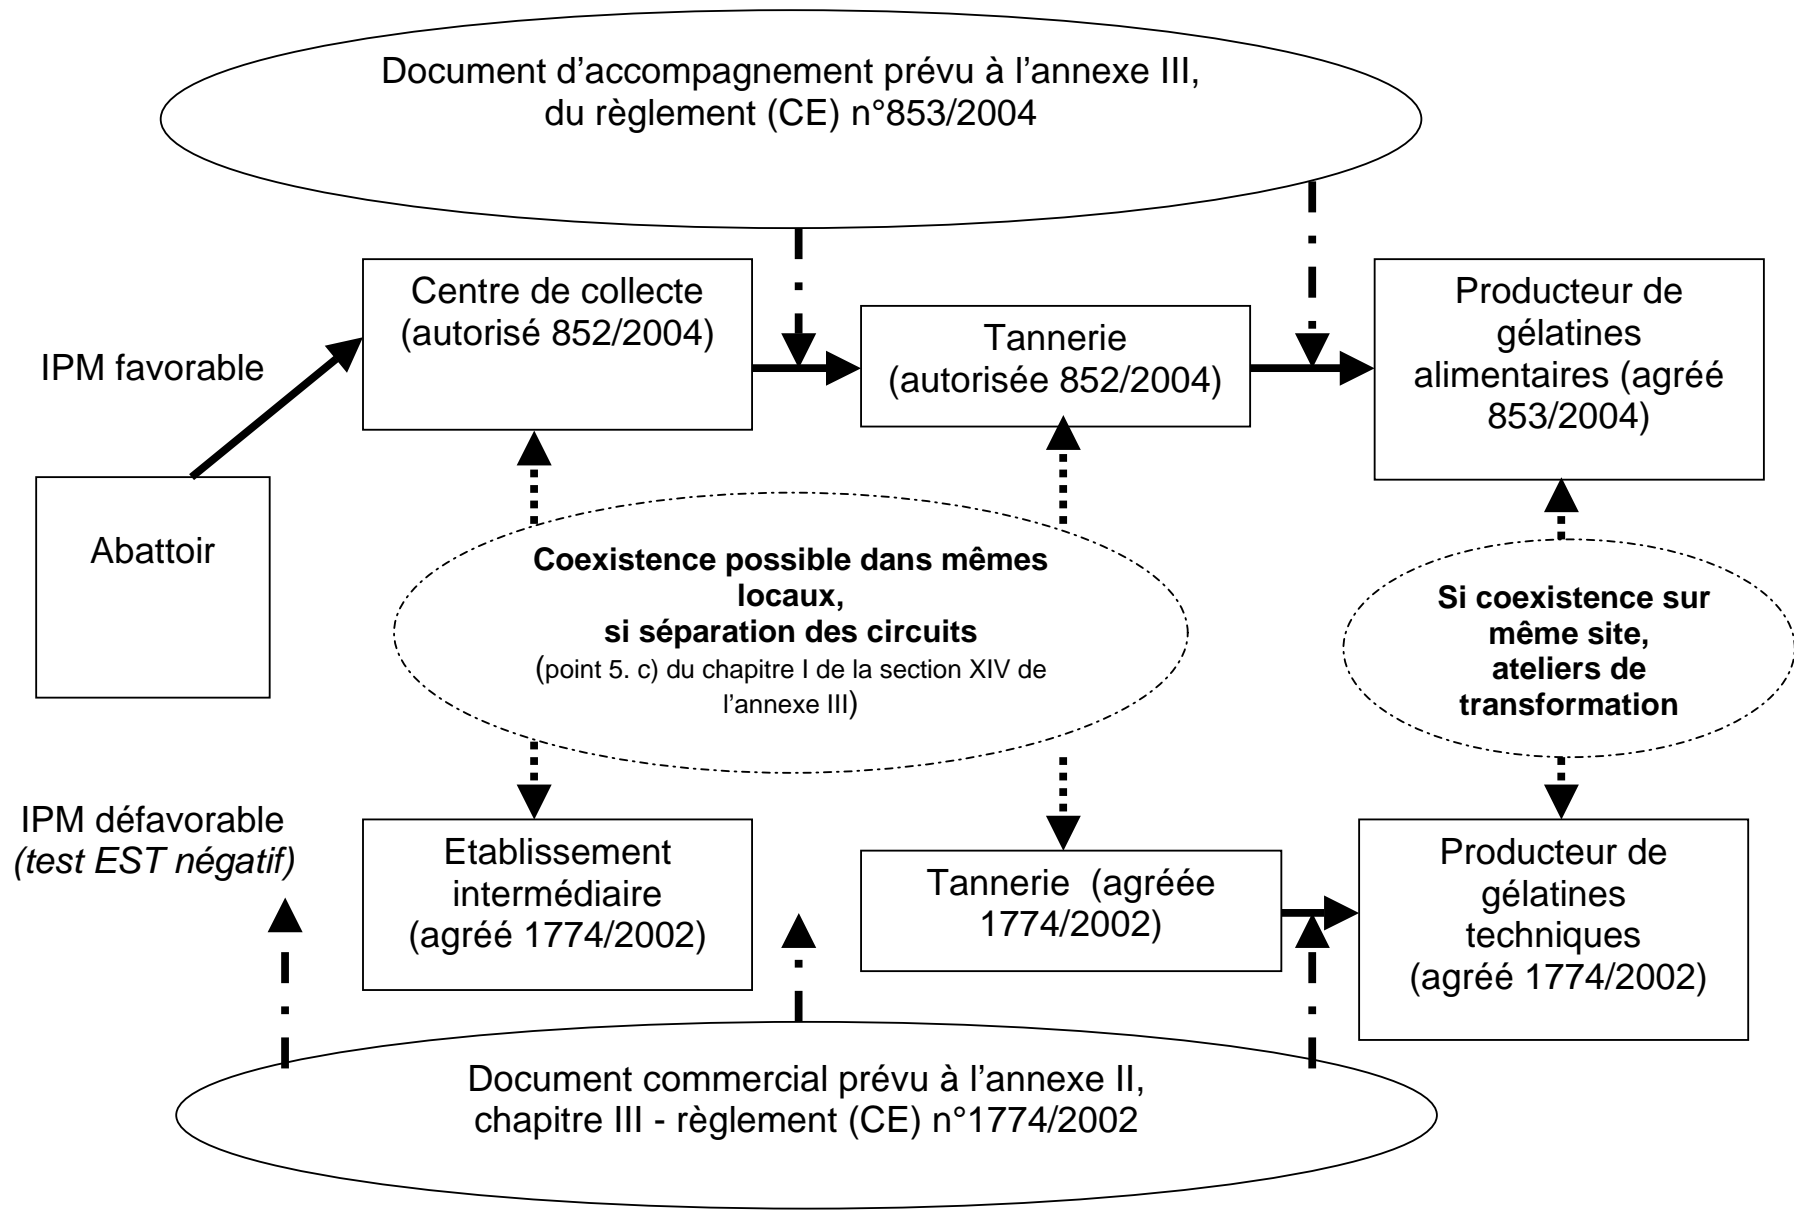 Document d’accompagnement prévu à l’annexe III,
du règlement (CE) n°853/2004
Centre de collecte
(autorisé 852/2004)
Tannerie
(autorisée 852/2004)
Producteur de
gélatines
alimentaires (agréé
853/2004)
IPM favorable
Abattoir
Coexistence possible dans mêmes
locaux,
si séparation des circuits
(point 5. c) du chapitre I de la section XIV de
l’annexe III)
Si coexistence sur
même site,
ateliers de
transformation
IPM défavorable
(test EST négatif)
Etablissement
intermédiaire
(agréé 1774/2002)
Tannerie (agréée
1774/2002)
Producteur de
gélatines
techniques
(agréé 1774/2002)
Document commercial prévu à l’annexe II,
chapitre III - règlement (CE) n°1774/2002